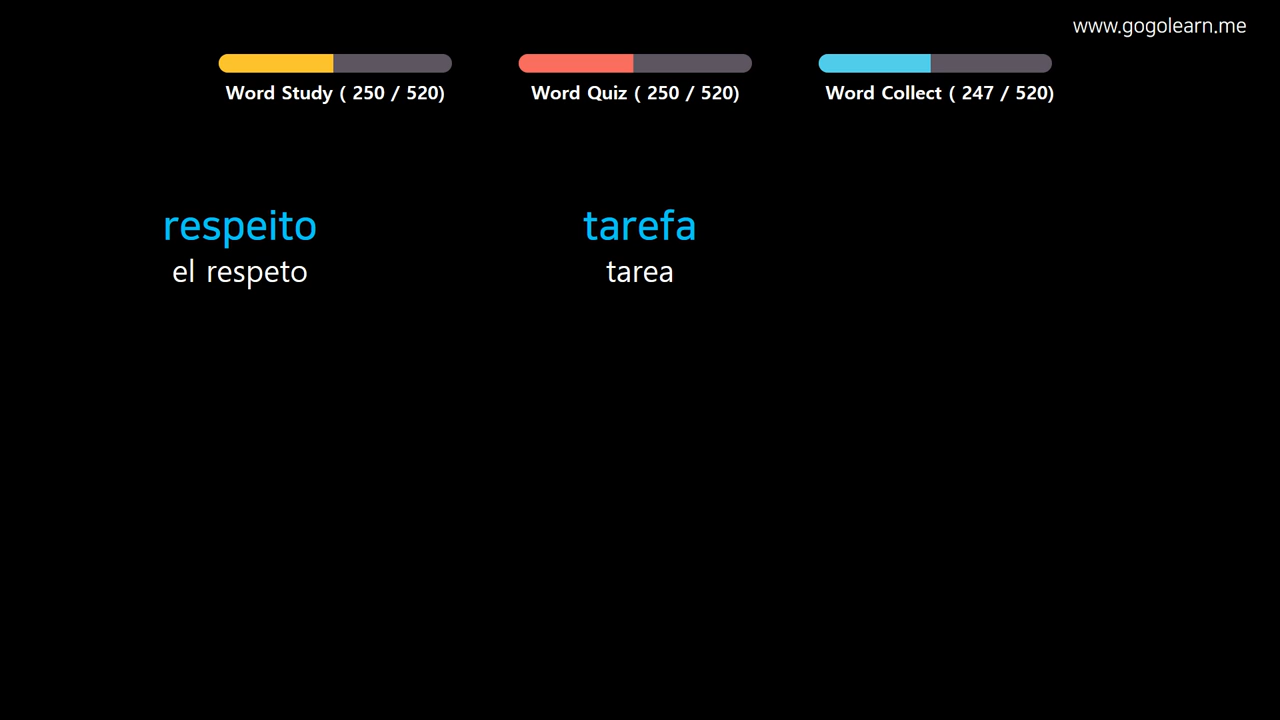 www.gogolearn.me
Word Study ( 250 / 520)
Word Quiz ( 250 / 520)
Word Collect ( 247 / 520)
respeito
el respeto
tarefa
tarea